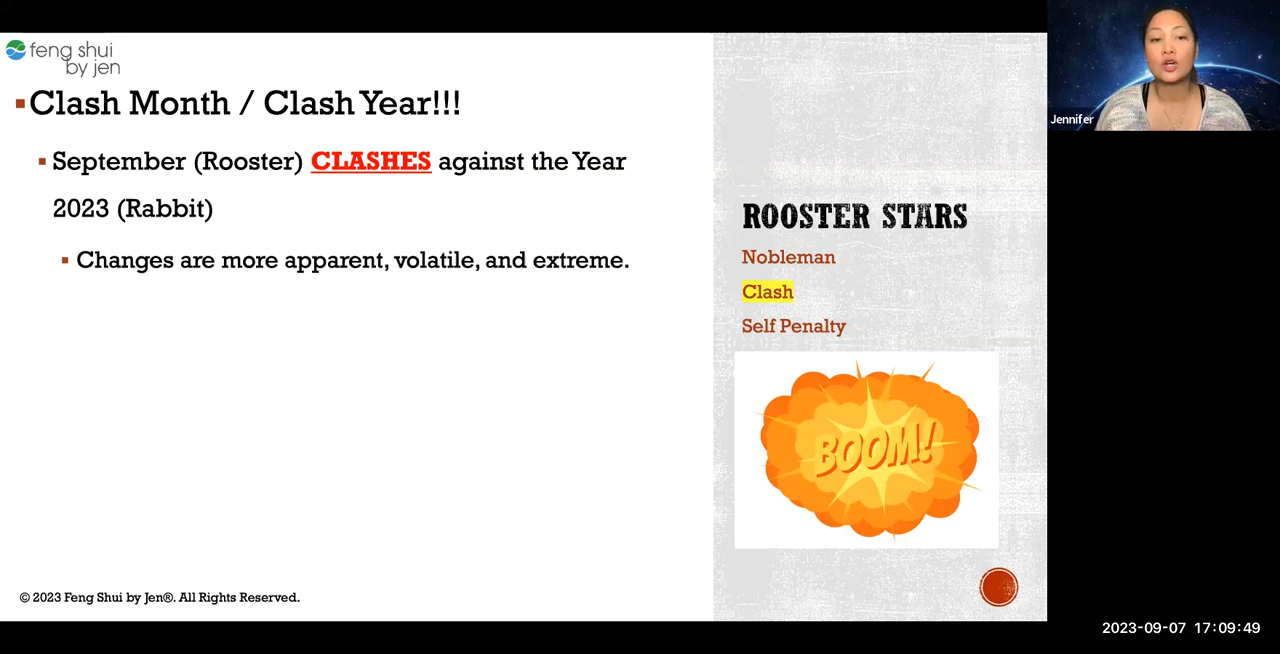 feng shui
by jen
Clash Month / Clash Year!!!
September (Rooster) CLASHES against the Year
2023 (Rabbit)
Changes are more apparent, volatile, and extreme.
© 2023 Feng Shui by Jen®. All Rights Reserved.
ROOSTER STARS
Nobleman
Clash
Self Penalty
BOOM!
Jennifer
2023-09-07 17:09:49